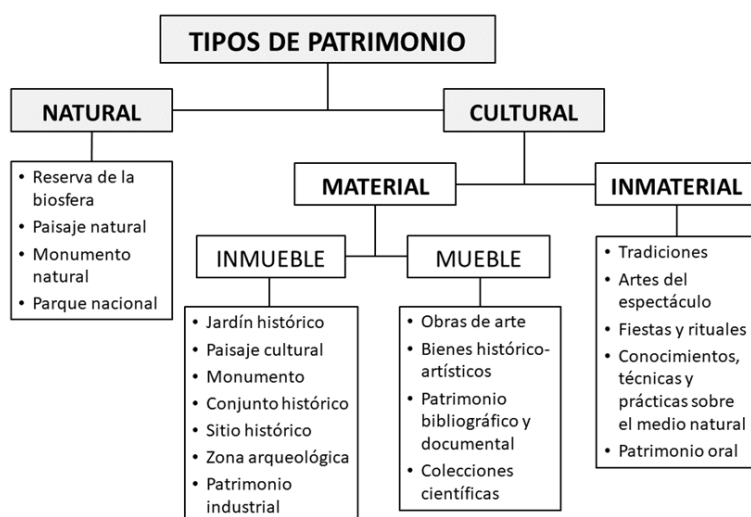 TIPOS DE PATRIMONIO
NATURAL
CULTURAL
• Reserva de la
biosfera
• Paisaje natural
• Monumento
natural
• Parque nacional
MATERIAL
INMATERIAL
INMUEBLE
MUEBLE
• Jardín histórico
• Paisaje cultural
• Monumento
• Conjunto histórico
• Sitio histórico
• Zona arqueológica
• Patrimonio
industrial
• Obras de arte
• Bienes histórico-
artísticos
• Patrimonio
bibliográfico y
documental
• Colecciones
científicas
• Tradiciones
• Artes del
espectáculo
• Fiestas y rituales
• Conocimientos,
técnicas y
prácticas sobre
el medio natural
• Patrimonio oral